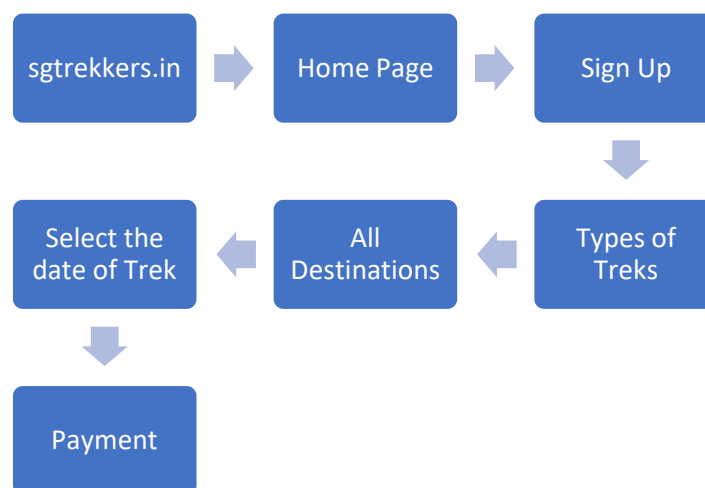 sgtrekkers.in
Home Page
Sign Up
Types of
Treks
All
Destinations
Select the
date of Trek
Payment